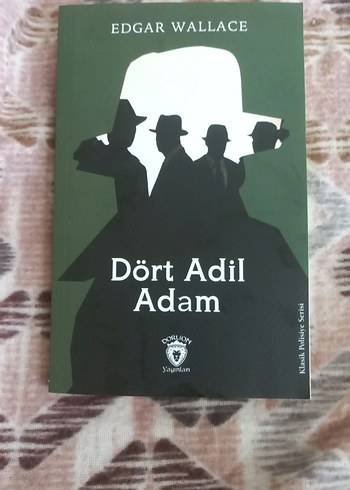 EDGAR WALLACE
Dört Adil
Adam
DORLION
Yayınları
Klasik Polisiye Serisi